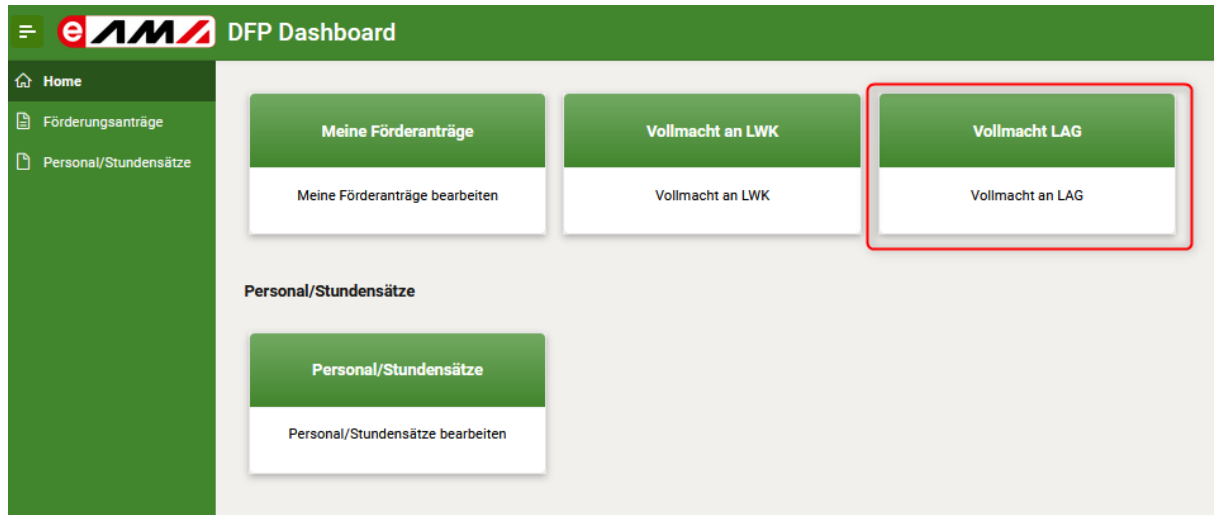 eAMA DFP Dashboard
Home
Förderungsanträge
Personal/Stundensätze
Meine Förderanträge
Meine Förderanträge bearbeiten
Vollmacht an LWK
Vollmacht an LWK
Vollmacht LAG
Vollmacht an LAG
Personal/Stundensätze
Personal/Stundensätze
Personal/Stundensätze bearbeiten